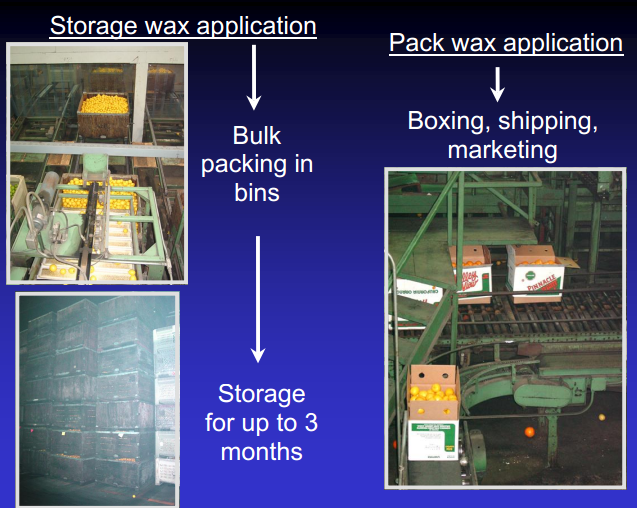 Storage wax application
Bulk
packing in
bins
Storage
for up to 3
months
Pack wax application
Boxing, shipping,
marketing
PINNACLE